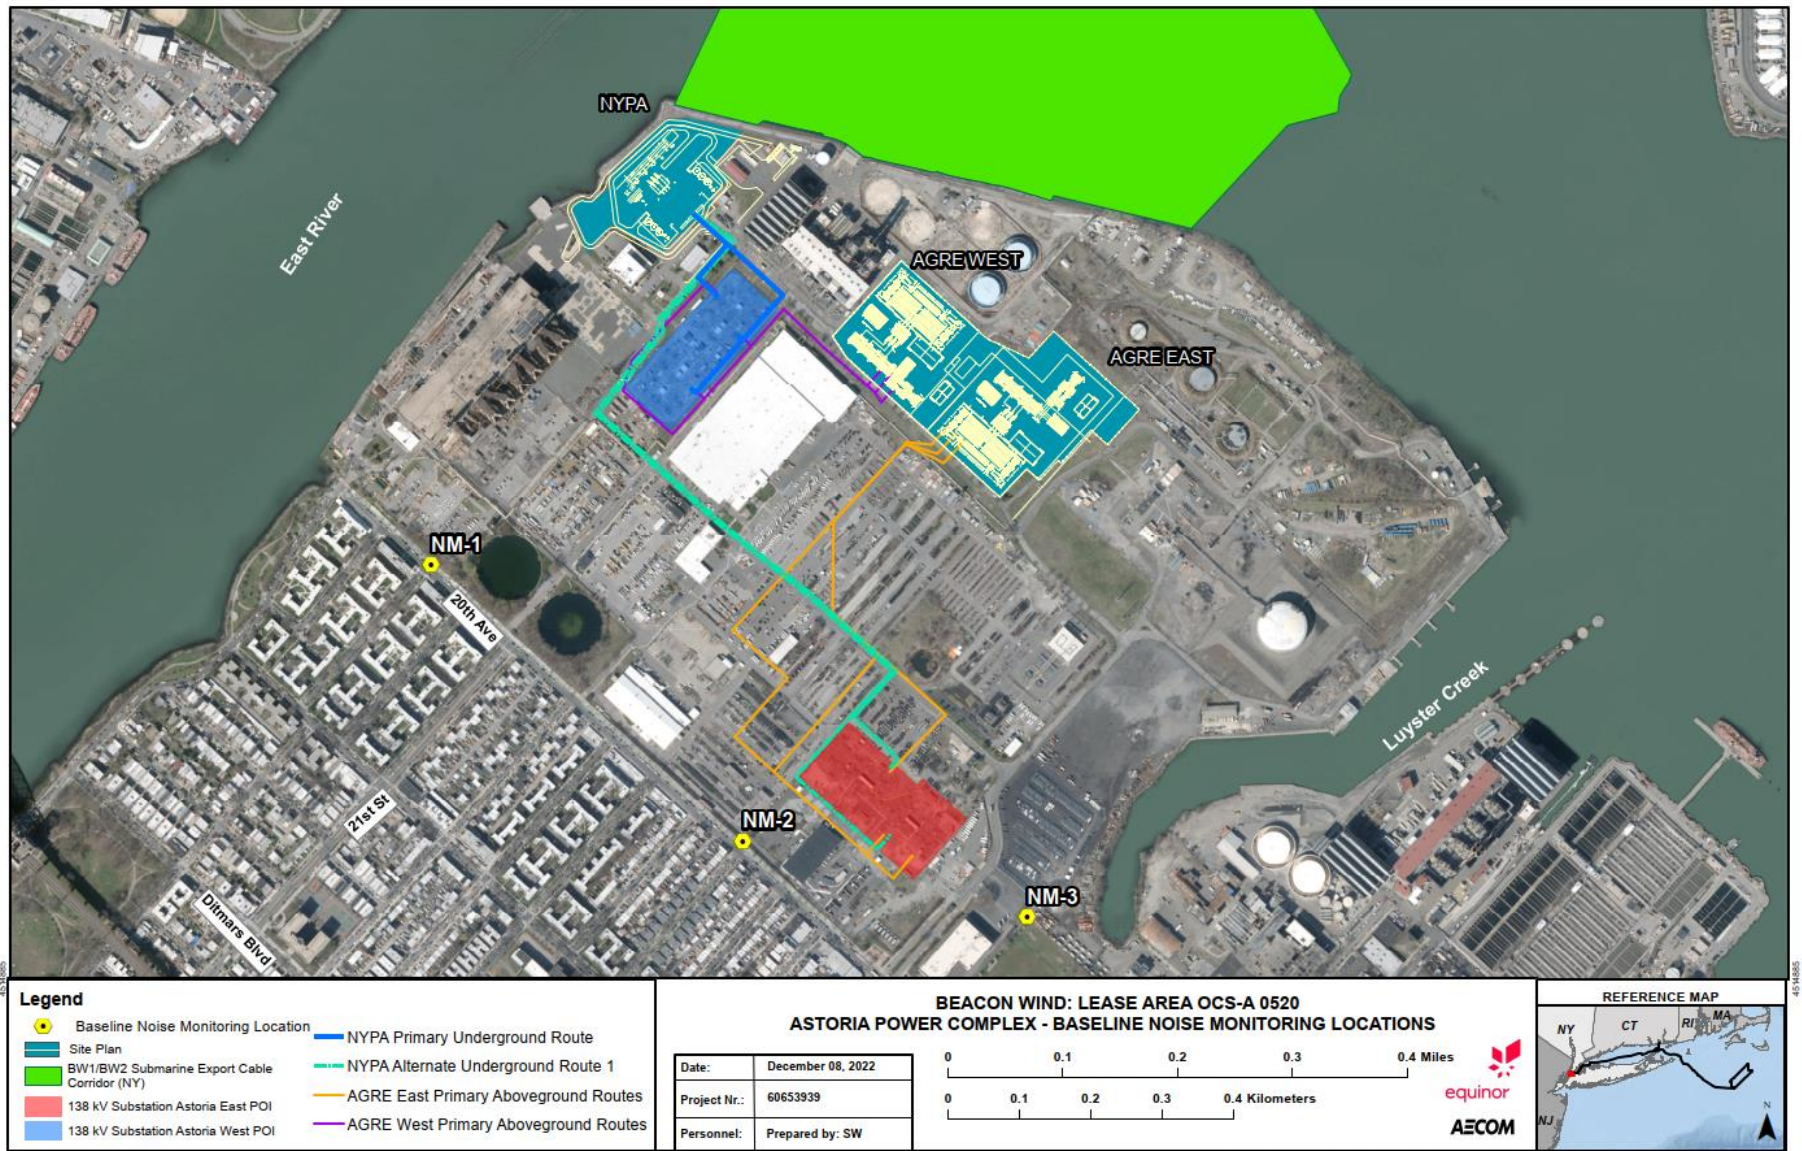 NYPA
AGRE WEST
AGRE EAST
East River
NM-1
20th Ave
Luyster Creek
21st St
NM-2
NM-3
Ditmars Blvd
4514885
4514885
Legend
Baseline Noise Monitoring Location
Site Plan
BW1/BW2 Submarine Export Cable
Corridor (NY)
138 kV Substation Astoria East POI
138 kV Substation Astoria West POI
NYPA Primary Underground Route
NYPA Alternate Underground Route 1
AGRE East Primary Aboveground Routes
AGRE West Primary Aboveground Routes
BEACON WIND: LEASE AREA OCS-A 0520
ASTORIA POWER COMPLEX - BASELINE NOISE MONITORING LOCATIONS
Date: December 08, 2022
Project Nr.: 60653939
Personnel: Prepared by: SW
0 0.1 0.2 0.3 0.4 Miles
0 0.1 0.2 0.3 0.4 Kilometers
equinor
AECOM
REFERENCE MAP
NY CT RI MA
NJ
N